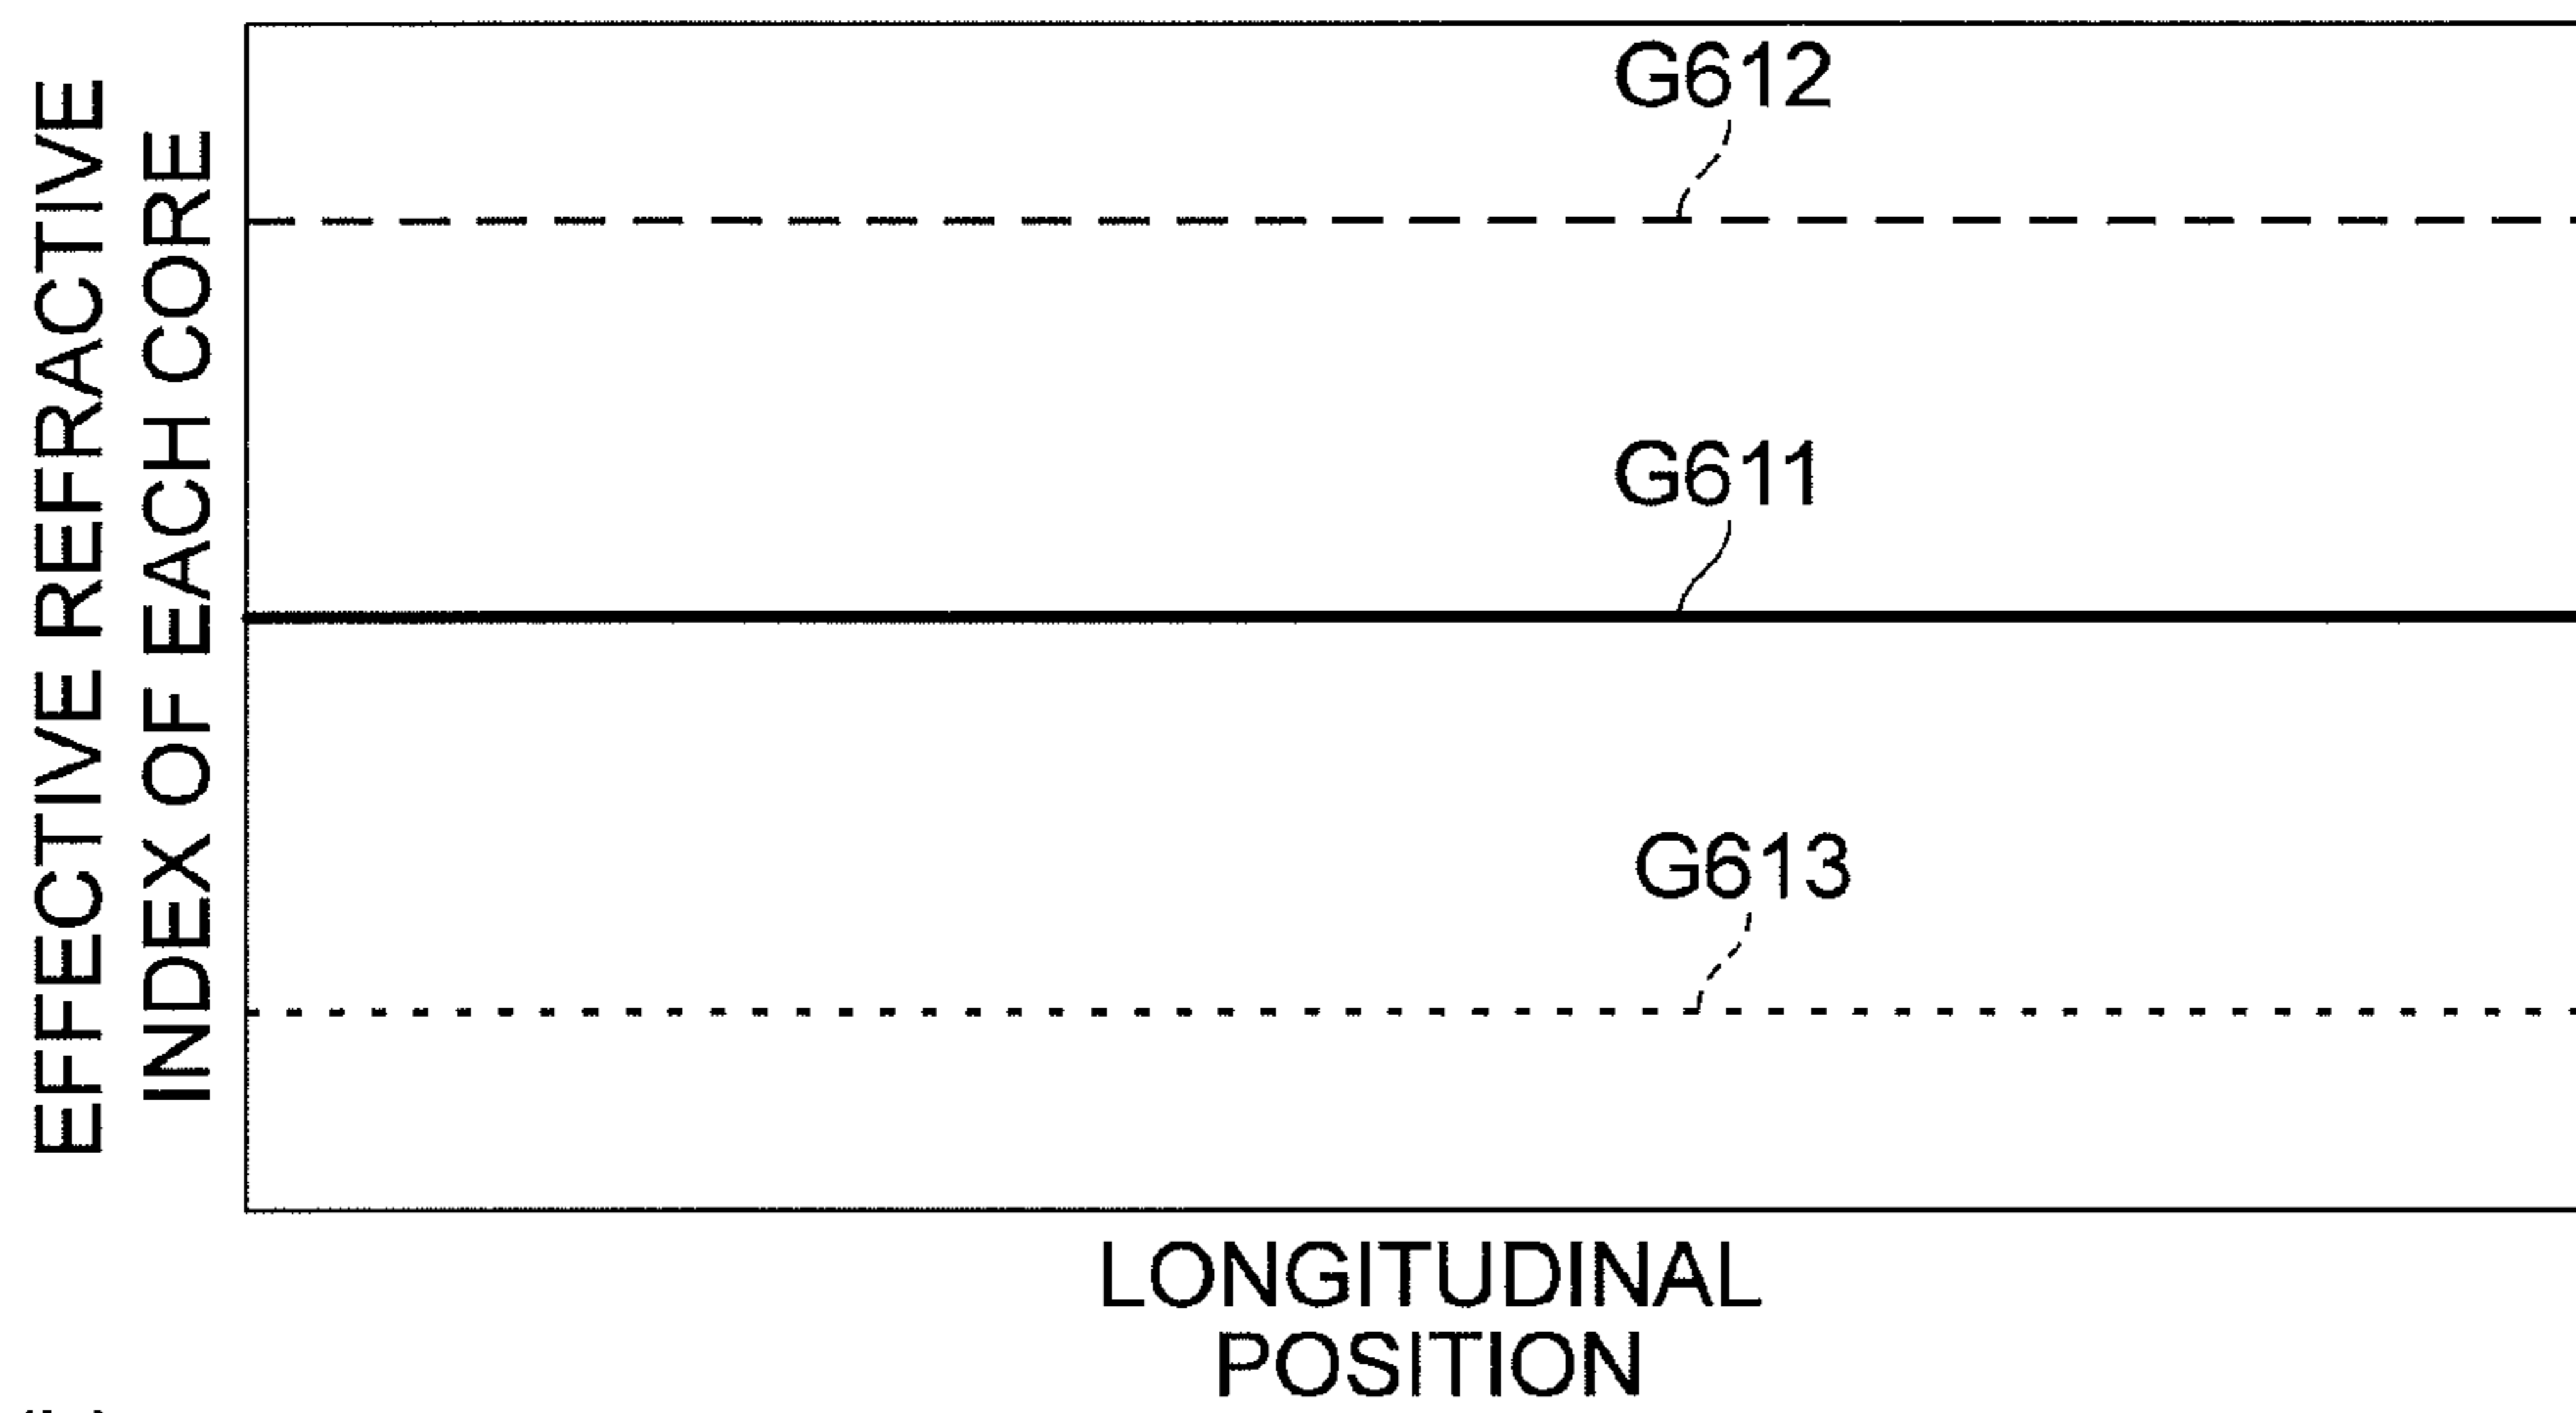 EFFECTIVE REFRACTIVE
INDEX OF EACH CORE
G612
G611
G613
LONGITUDINAL
POSITION